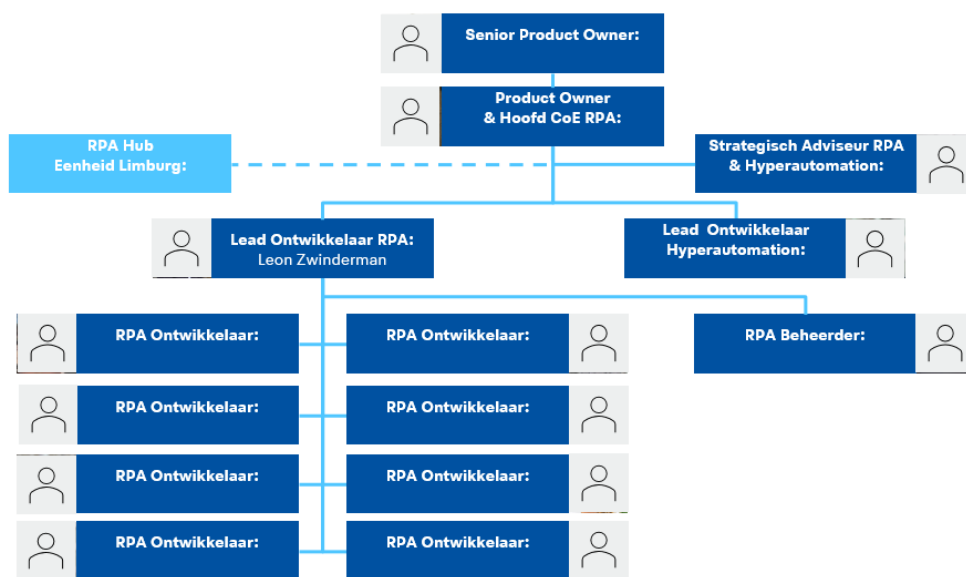 Senior Product Owner:
Product Owner
& Hoofd CoE RPA:
RPA Hub
Eenheid Limburg:
Strategisch Adviseur RPA
& Hyperautomation:
Lead Ontwikkelaar RPA:
Leon Zwinderman
Lead Ontwikkelaar
Hyperautomation:
RPA Ontwikkelaar:
RPA Ontwikkelaar:
RPA Beheerder:
RPA Ontwikkelaar:
RPA Ontwikkelaar:
RPA Ontwikkelaar:
RPA Ontwikkelaar:
RPA Ontwikkelaar:
RPA Ontwikkelaar: